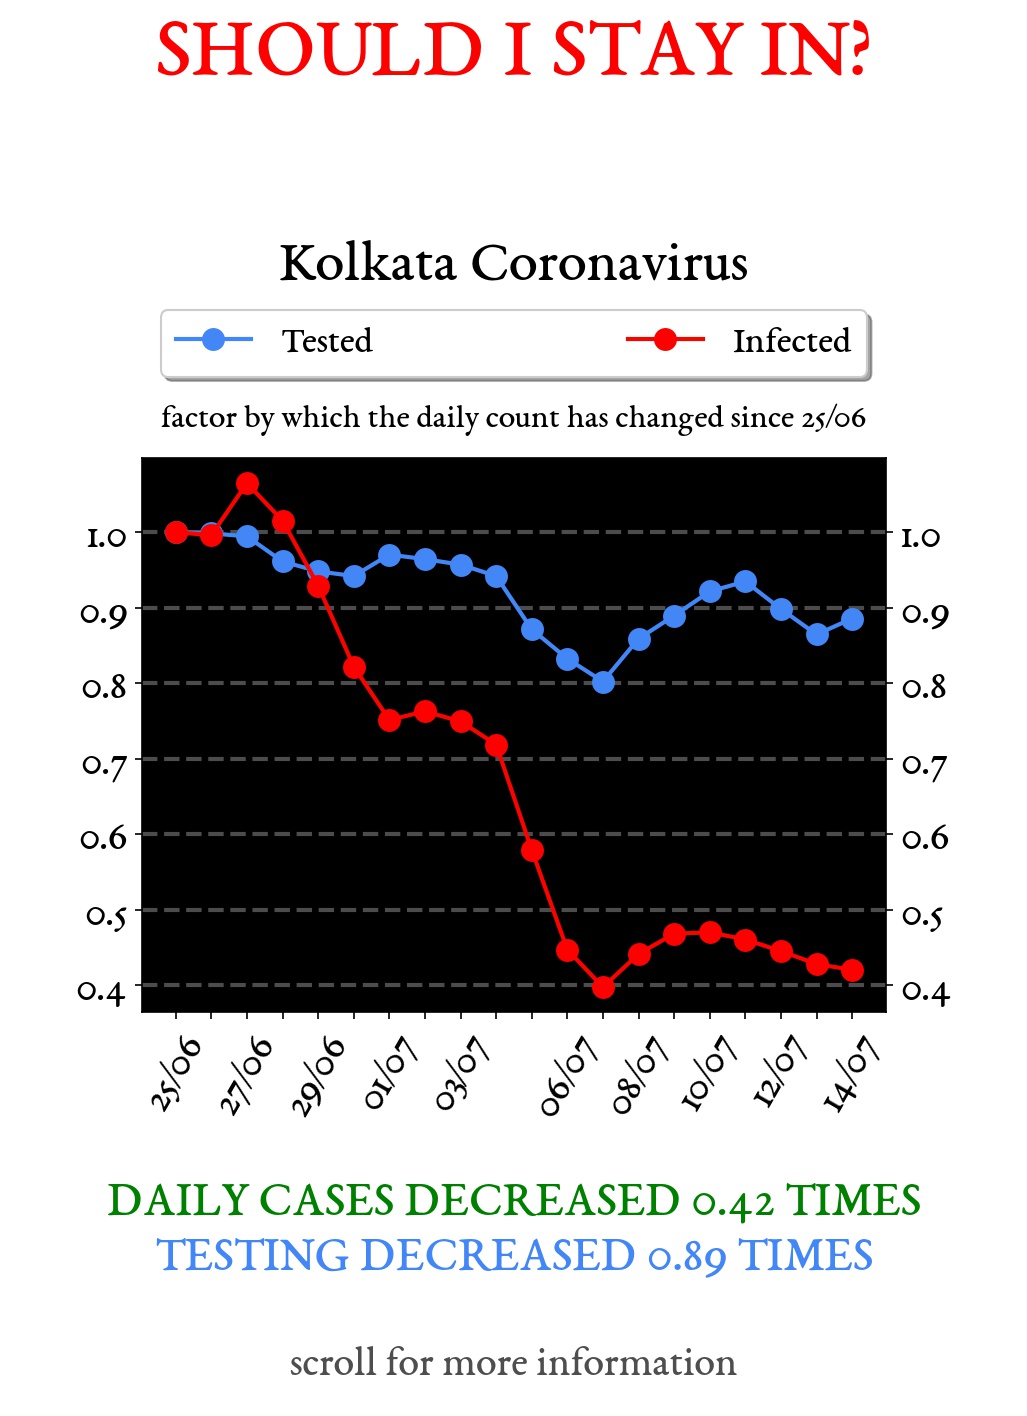 SHOULD I STAY IN?
Kolkata Coronavirus
Tested Infected
factor by which the daily count has changed since 25/06
1.0 1.0
0.9 0.9
0.8 0.8
0.7 0.7
0.6 0.6
0.5 0.5
0.4 0.4
25/06 27/06 29/06 01/07 03/07 06/07 08/07 10/07 12/07 14/07
DAILY CASES DECREASED 0.42 TIMES
TESTING DECREASED 0.89 TIMES
scroll for more information